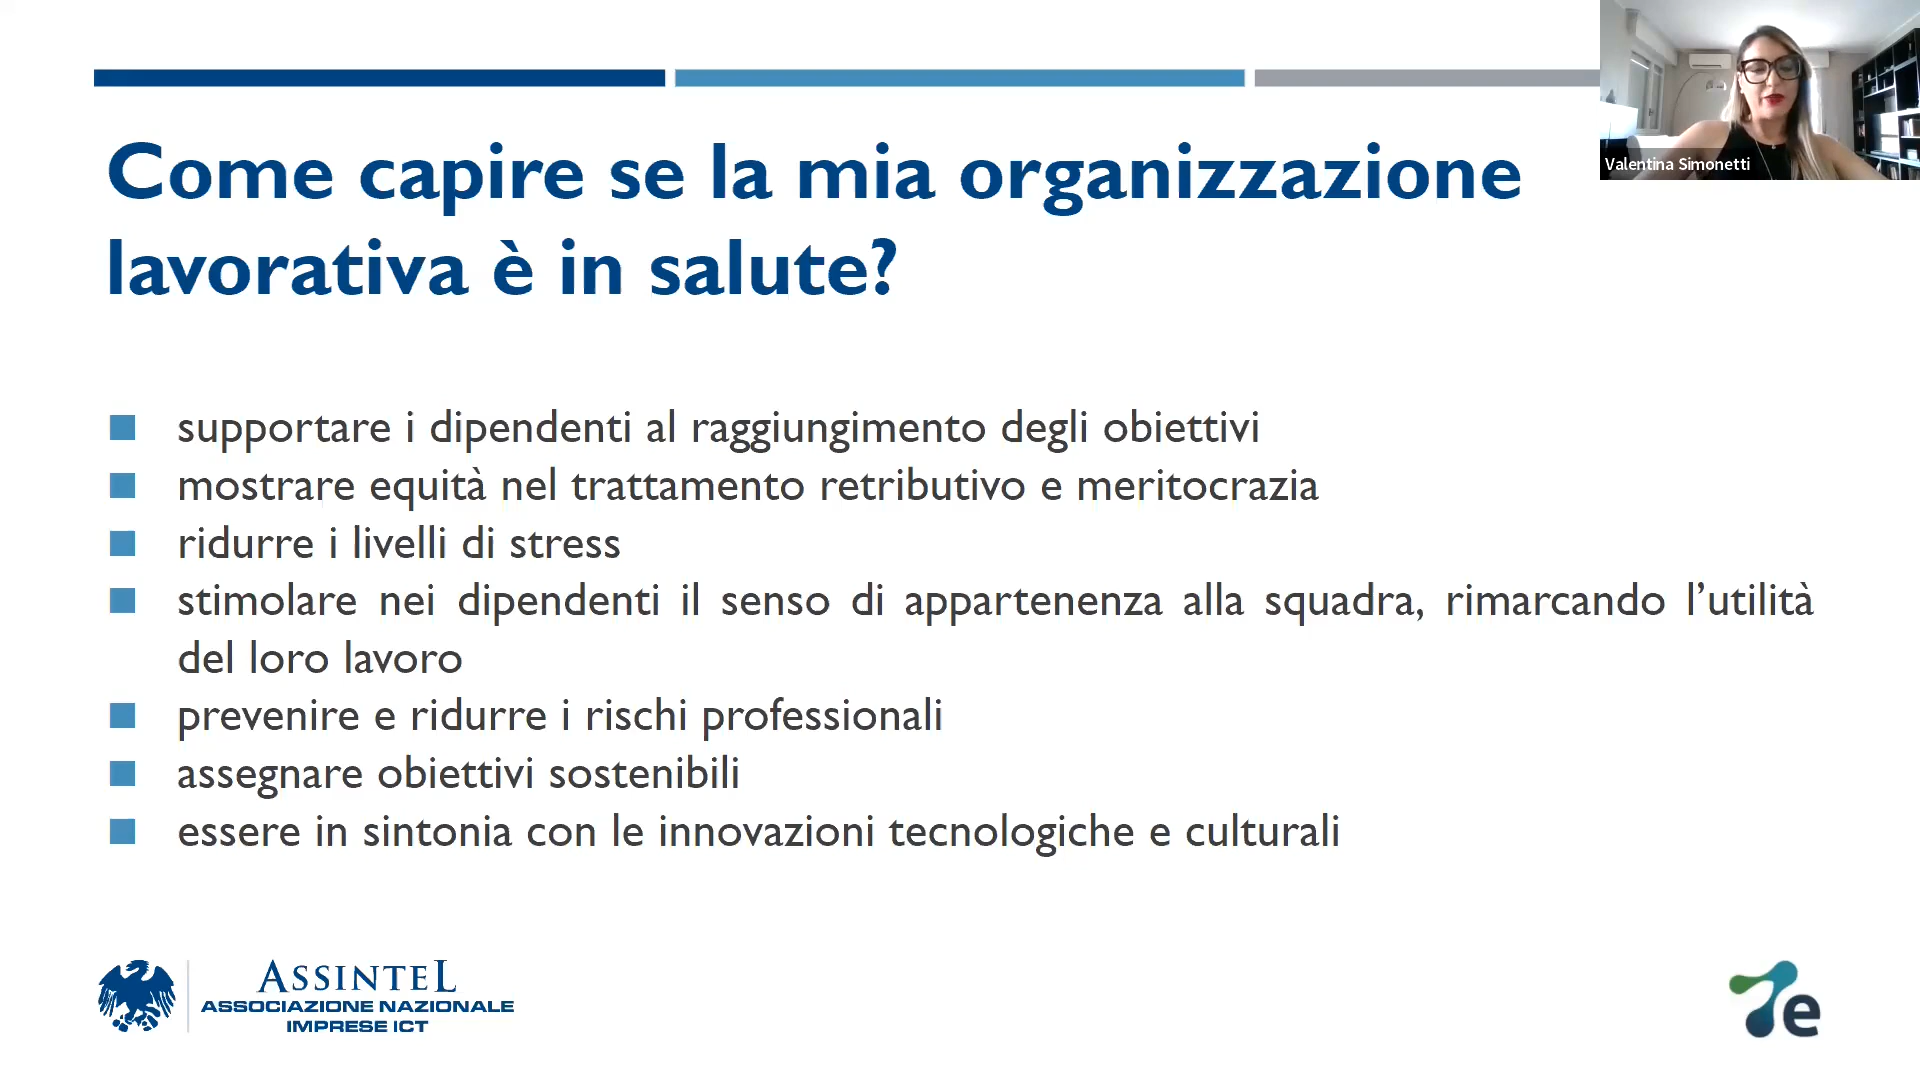 Come capire se la mia organizzazione
lavorativa è in salute?
Valentina Simonetti
supportare i dipendenti al raggiungimento degli obiettivi
mostrare equità nel trattamento retributivo e meritocrazia
ridurre i livelli di stress
stimolare nei dipendenti il senso di appartenenza alla squadra, rimarcando l’utilità
del loro lavoro
prevenire e ridurre i rischi professionali
assegnare obiettivi sostenibili
essere in sintonia con le innovazioni tecnologiche e culturali
ASSINTEL
ASSOCIAZIONE NAZIONALE
IMPRESE ICT
e